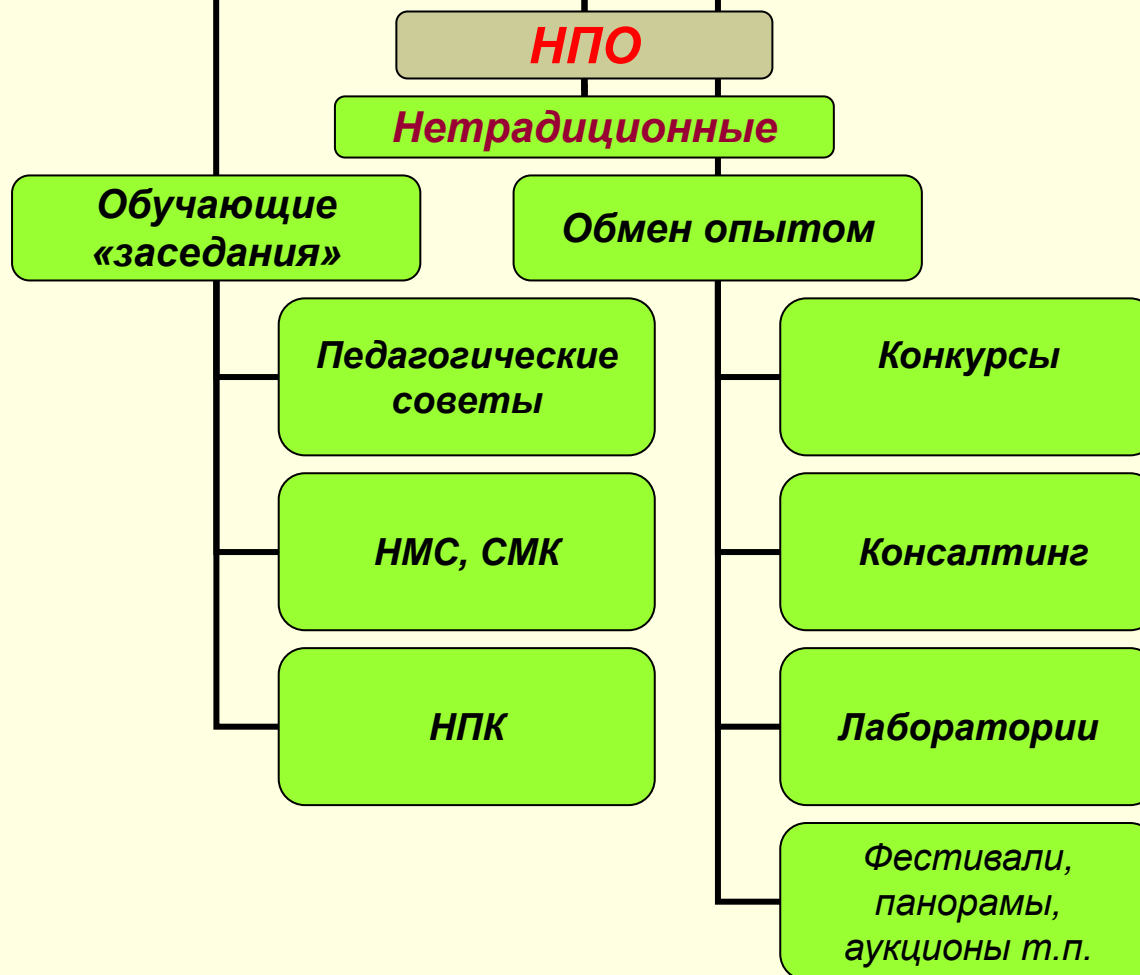 НПО
Нетрадиционные
Обучающие
«заседания»
Обмен опытом
Педагогические
советы
Конкурсы
НМС, СМК
Консалтинг
НПК
Лаборатории
Фестивали,
панорамы,
аукционы т.п.